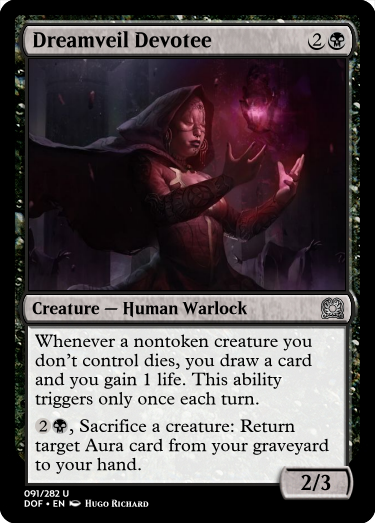 Dreamveil Devotee 2
Creature — Human Warlock
Whenever a nontoken creature you
don't control dies, you draw a card
and you gain 1 life. This ability
triggers only once each turn.
2, Sacrifice a creature: Return
target Aura card from your graveyard
to your hand.
2/3
091/282 U
DOF • EN Hugo Richard